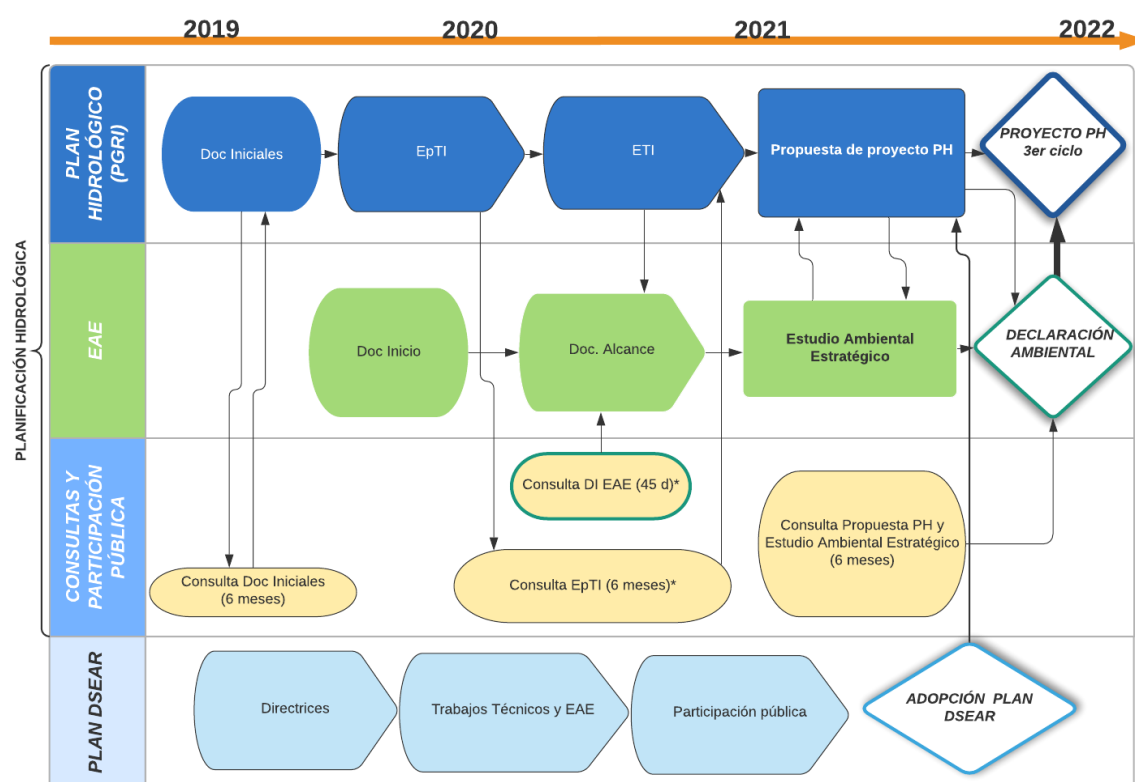 2019
2020
2021
2022
PLANIFICACIÓN HIDROLÓGICA
PLAN
HIDROLÓGICO
(PGRI)
Doc Iniciales
EpTI
ETI
Propuesta de proyecto PH
PROYECTO PH
3er ciclo
EAE
Doc Inicio
Doc. Alcance
Estudio Ambiental
Estratégico
DECLARACIÓN
AMBIENTAL
CONSULTAS Y
PARTICIPACIÓN
PÚBLICA
Consulta Doc Iniciales
(6 meses)
Consulta DI EAE (45 d)*
Consulta EpTI (6 meses)*
Consulta Propuesta PH y
Estudio Ambiental Estratégico
(6 meses)
PLAN DSEAR
Directrices
Trabajos Técnicos y EAE
Participación pública
ADOPCIÓN PLAN
DSEAR